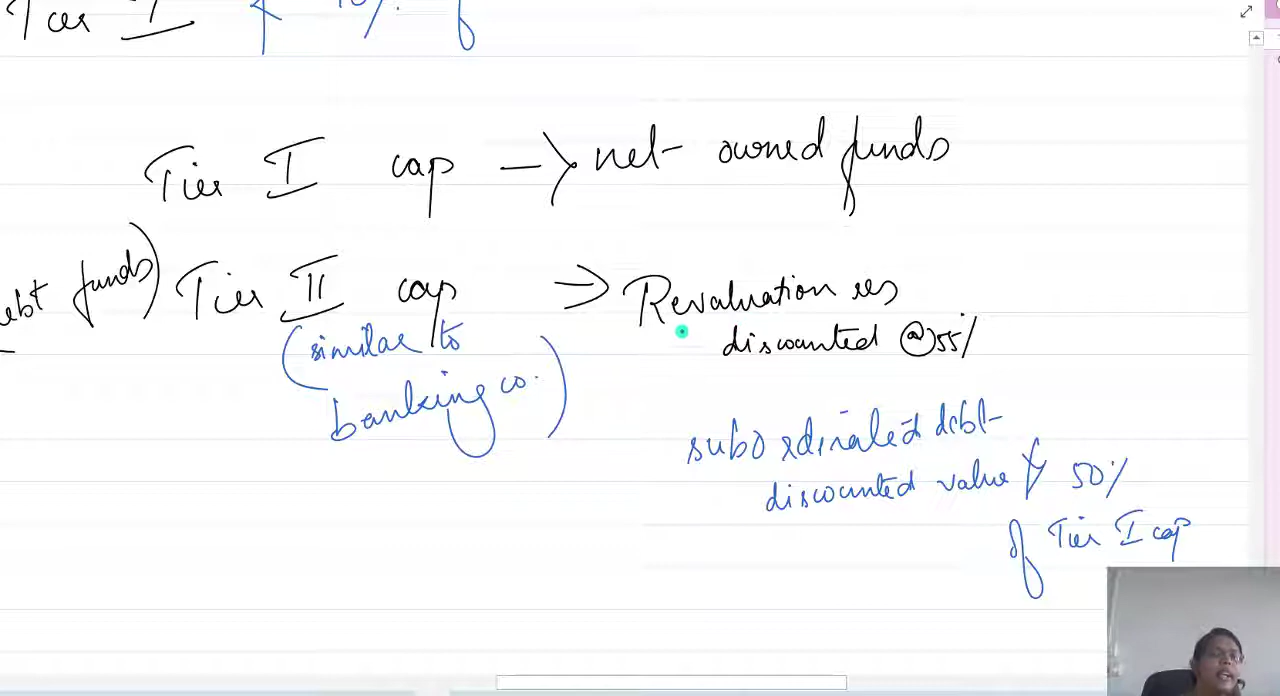 Tier I
Tier I cap → net owned funds
debt funds) Tier II cap ⇒ Revaluation res
discounted @55%
(similar to
banking co.)
subordinated debt
discounted value ≯ 50%
of Tier I cap